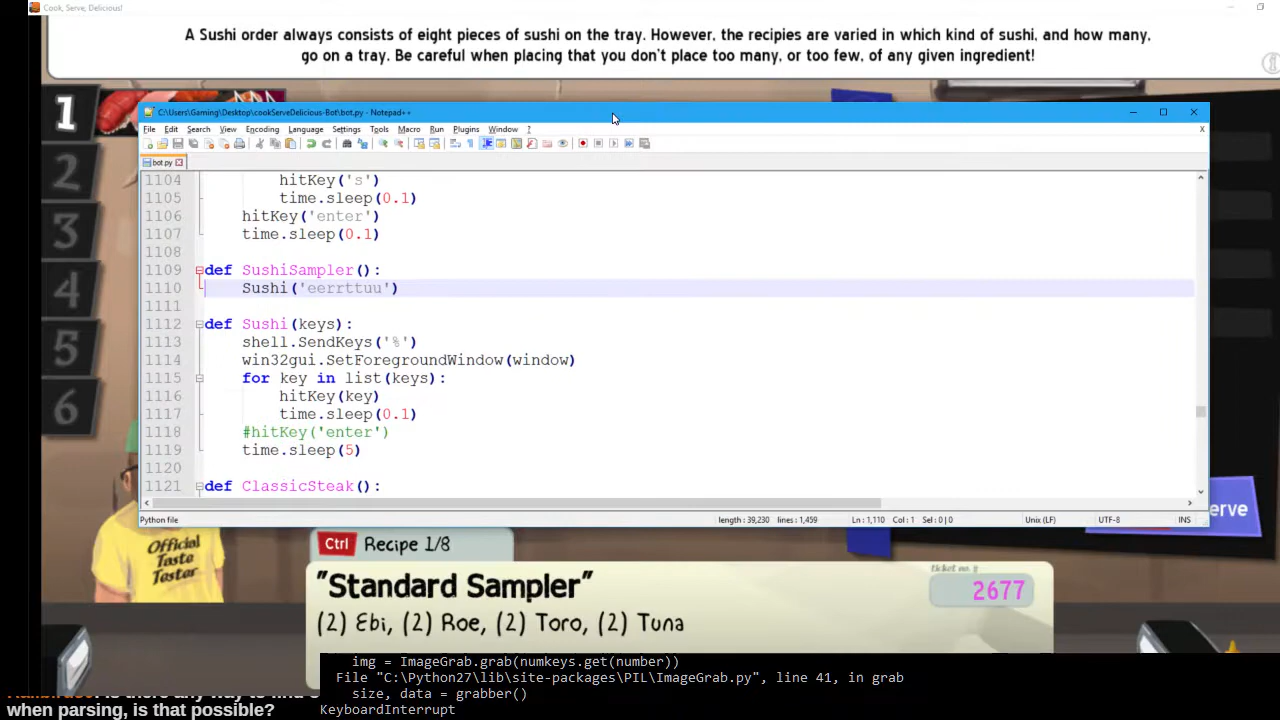 Cook, Serve, Delicious!
A Sushi order always consists of eight pieces of sushi on the tray. However, the recipies are varied in which kind of sushi, and how many,
go on a tray. Be careful when placing that you don't place too many, or too few, of any given ingredient!
1
2
3
4
5
6
C:\Users\Gaming\Desktop\cookServeDelicious-Bot\bot.py - Notepad++
File Edit Search View Encoding Language Settings Tools Macro Run Plugins Window ? X
bot.py
1104 hitKey('s')
1105 time.sleep(0.1)
1106 hitKey('enter')
1107 time.sleep(0.1)
1108
1109 def SushiSampler():
1110 Sushi('eerrttuu')
1111
1112 def Sushi(keys):
1113 shell.SendKeys('%')
1114 win32gui.SetForegroundWindow(window)
1115 for key in list(keys):
1116 hitKey(key)
1117 time.sleep(0.1)
1118 #hitKey('enter')
1119 time.sleep(5)
1120
1121 def ClassicSteak():
Python file length : 39,230 lines : 1,459 Ln : 1,110 Col : 1 Sel : 0 | 0 Unix (LF) UTF-8 INS
erve
Official
Taste
Tester
Ctrl Recipe 1/8
"Standard Sampler"
ticket no.
2677
(2) Ebi, (2) Roe, (2) Toro, (2) Tuna
img = ImageGrab.grab(numkeys.get(number))
File "C:\Python27\lib\site-packages\PIL\ImageGrab.py", line 41, in grab
size, data = grabber()
KeyboardInterrupt
is there any way to find
when parsing, is that possible?